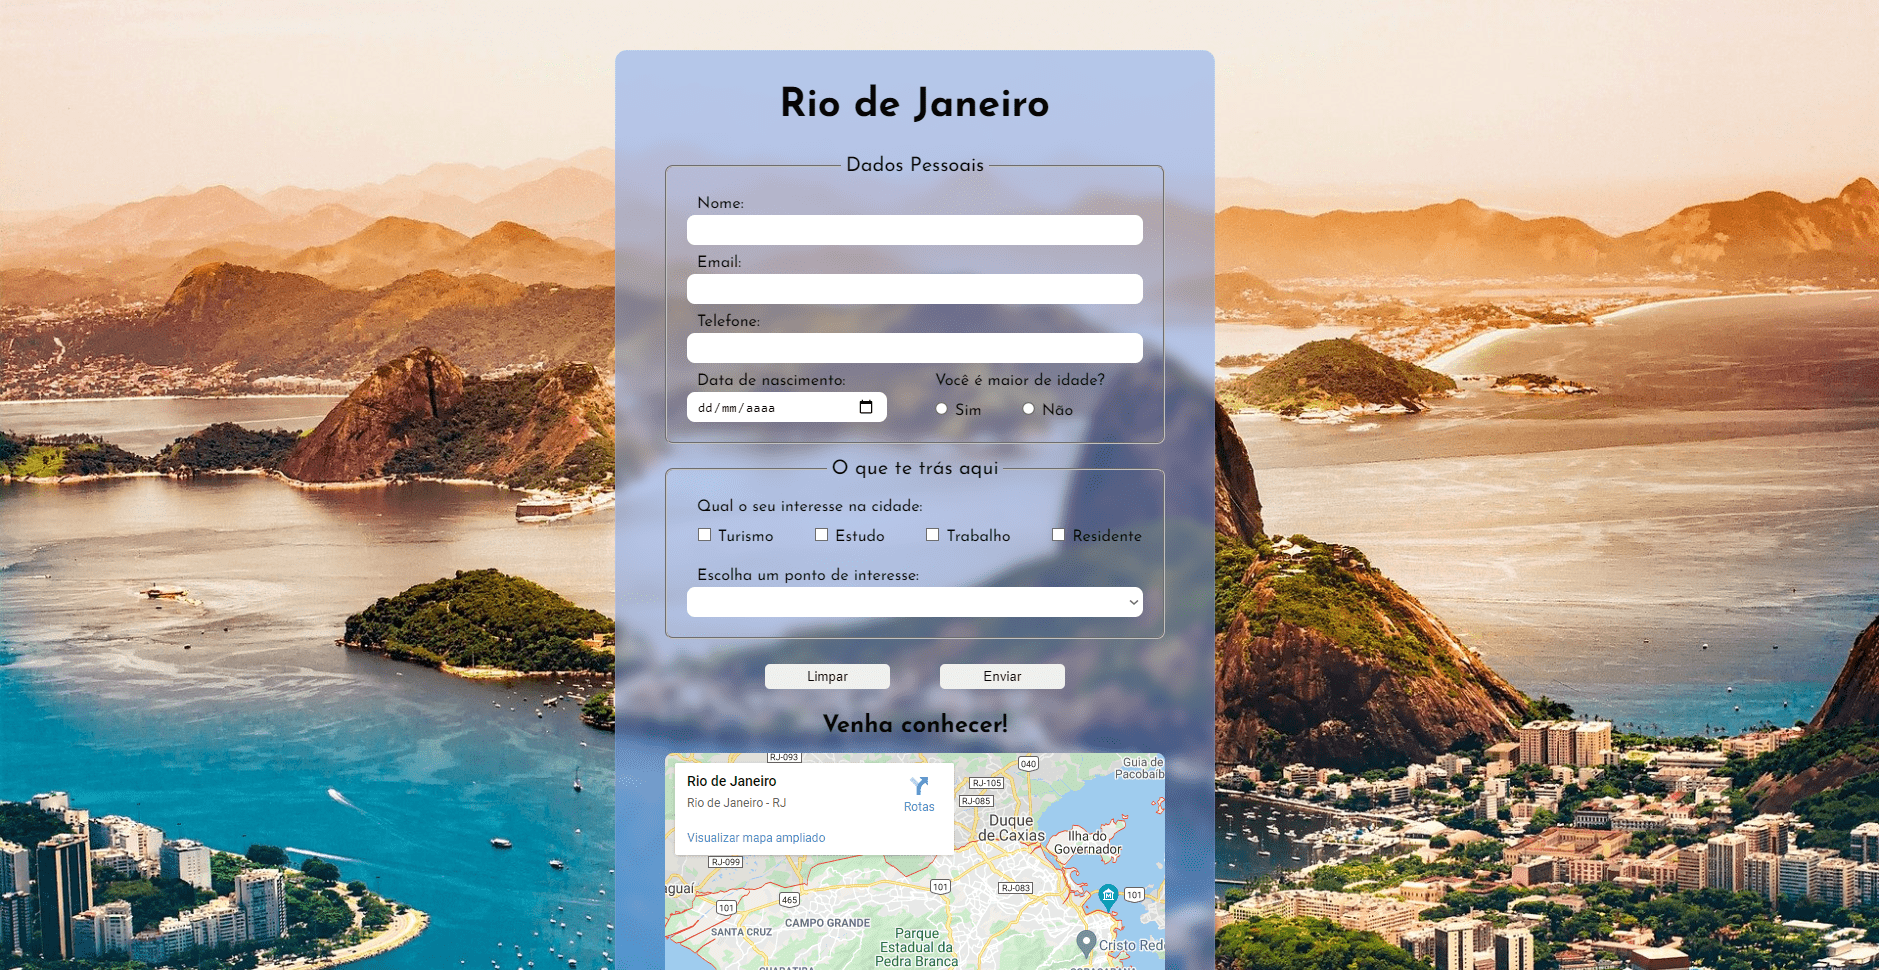 Rio de Janeiro
Dados Pessoais
Nome:
Email:
Telefone:
Data de nascimento:
Você é maior de idade?
dd/mm/aaaa
Sim
Não
O que te trás aqui
Qual o seu interesse na cidade:
Turismo
Estudo
Trabalho
Residente
Escolha um ponto de interesse:
Limpar
Enviar
Venha conhecer!
RJ-093
040
Guia de
Pacobaíb
Rio de Janeiro
Rio de Janeiro - RJ
Rotas
Visualizar mapa ampliado
RJ-105
RJ-085
Duque
de Caxias
Ilha do
Governador
RJ-099
aguaí
101
RJ-083
101
465
101
CAMPO GRANDE
SANTA CRUZ
Parque
Estadual da
Pedra Branca
Cristo Rede